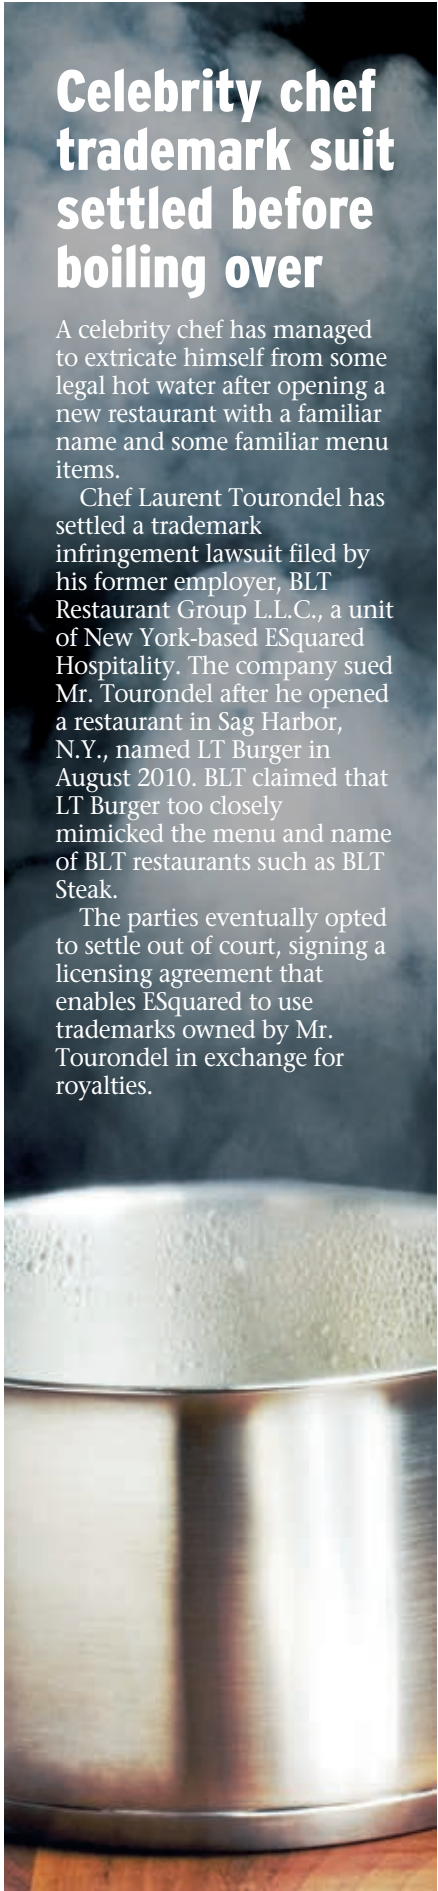 Celebrity chef
trademark suit
settled before
boiling over
A celebrity chef has managed
to extricate himself from some
legal hot water after opening a
new restaurant with a familiar
name and some familiar menu
items.
Chef Laurent Tourondel has
settled a trademark
infringement lawsuit filed by
his former employer, BLT
Restaurant Group L.L.C., a unit
of New York-based ESquared
Hospitality. The company sued
Mr. Tourondel after he opened
a restaurant in Sag Harbor,
N.Y., named LT Burger in
August 2010. BLT claimed that
LT Burger too closely
mimicked the menu and name
of BLT restaurants such as BLT
Steak.
The parties eventually opted
to settle out of court, signing a
licensing agreement that
enables ESquared to use
trademarks owned by Mr.
Tourondel in exchange for
royalties.